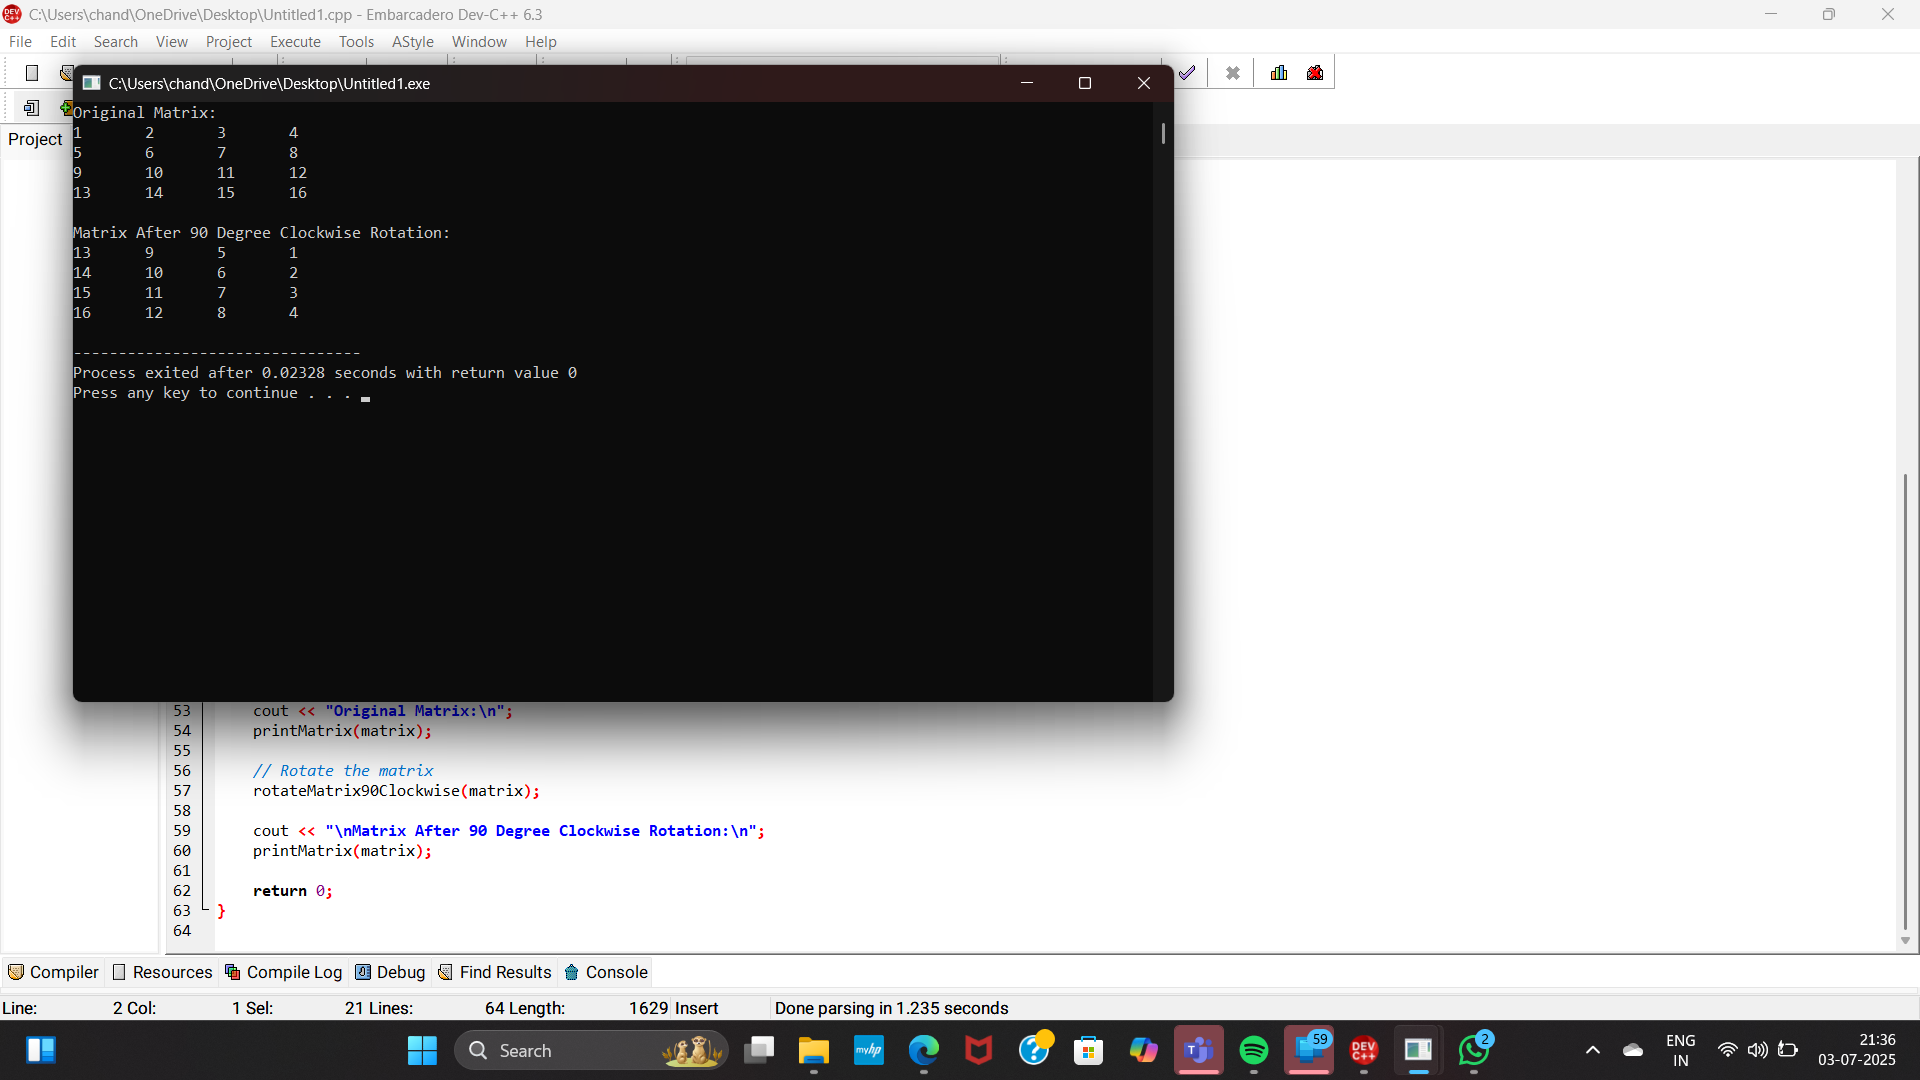 C:\Users\chand\OneDrive\Desktop\Untitled1.cpp - Embarcadero Dev-C++ 6.3
File Edit Search View Project Execute Tools AStyle Window Help
C:\Users\chand\OneDrive\Desktop\Untitled1.exe
Project
Original Matrix:
1 2 3 4
5 6 7 8
9 10 11 12
13 14 15 16
Matrix After 90 Degree Clockwise Rotation:
13 9 5 1
14 10 6 2
15 11 7 3
16 12 8 4
--------------------------------
Process exited after 0.02328 seconds with return value 0
Press any key to continue . . .
53 cout << "Original Matrix:\n";
54 printMatrix(matrix);
55
56 // Rotate the matrix
57 rotateMatrix90Clockwise(matrix);
58
59 cout << "\nMatrix After 90 Degree Clockwise Rotation:\n";
60 printMatrix(matrix);
61
62 return 0;
63 }
64
Compiler Resources Compile Log Debug Find Results Console
Line: 2 Col: 1 Sel: 21 Lines: 64 Length: 1629 Insert Done parsing in 1.235 seconds
Search
myhp
59
DEV C++
2
ENG
IN
21:36
03-07-2025